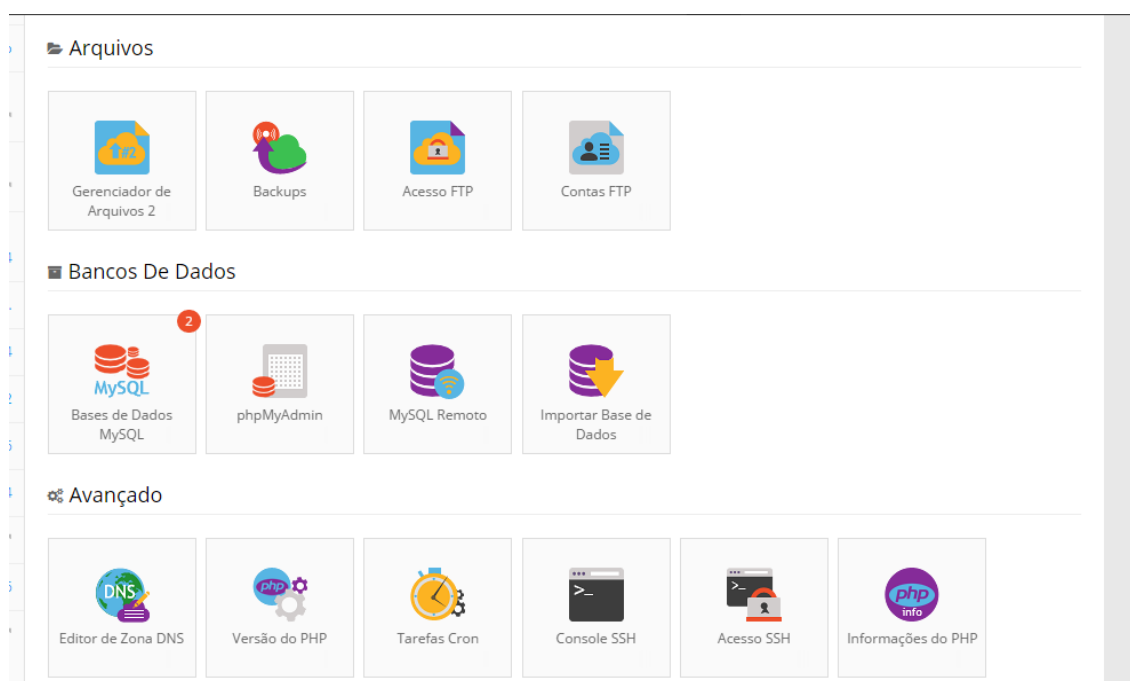 Arquivos
#2
Gerenciador de
Arquivos 2
Backups
Acesso FTP
Contas FTP
Bancos De Dados
2
MySQL
Bases de Dados
MySQL
phpMyAdmin
MySQL Remoto
Importar Base de
Dados
Avançado
DNS
Editor de Zona DNS
php
Versão do PHP
Tarefas Cron
>_
Console SSH
>_
Acesso SSH
php
info
Informações do PHP